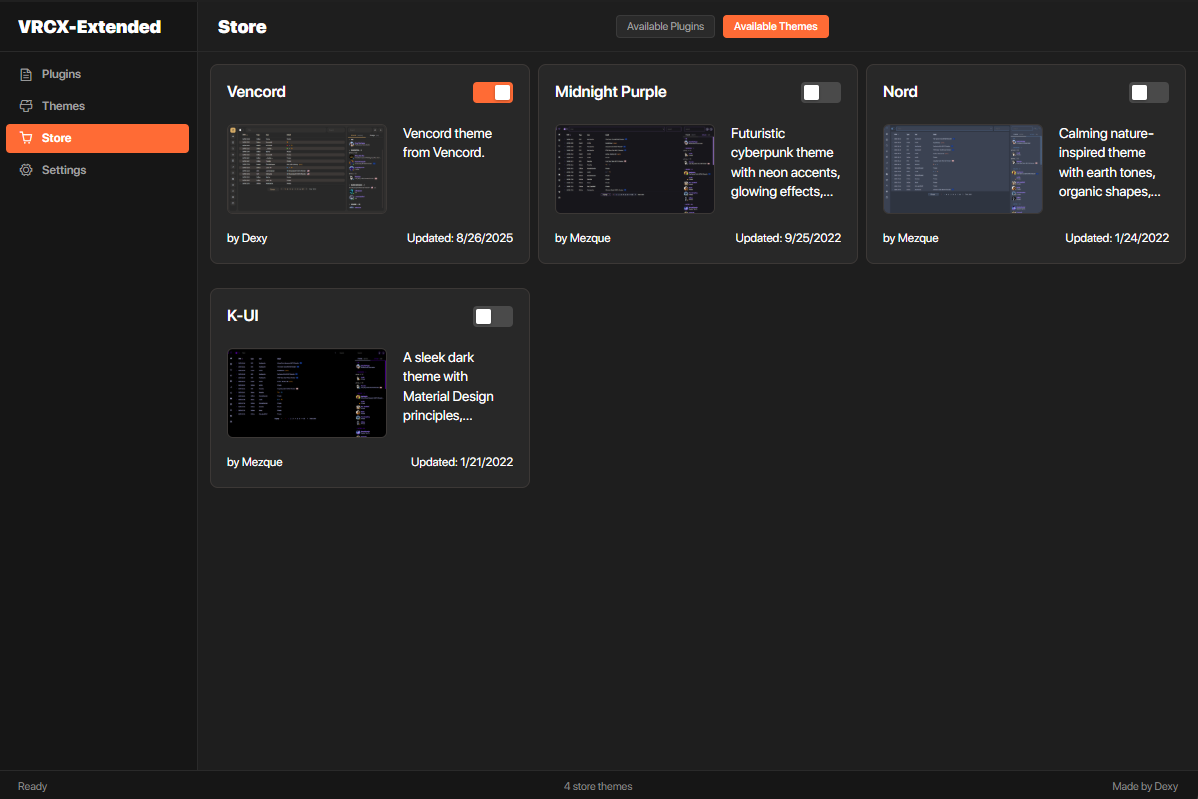 VRCX-Extended
Store
Available Plugins
Available Themes
Plugins
Themes
Store
Settings
Vencord
Vencord theme
from Vencord.
by Dexy
Updated: 8/26/2025
Midnight Purple
Futuristic
cyberpunk theme
with neon accents,
glowing effects,...
by Mezque
Updated: 9/25/2022
Nord
Calming nature-
inspired theme
with earth tones,
organic shapes,...
by Mezque
Updated: 1/24/2022
K-UI
A sleek dark
theme with
Material Design
principles,...
by Mezque
Updated: 1/21/2022
Ready
4 store themes
Made by Dexy